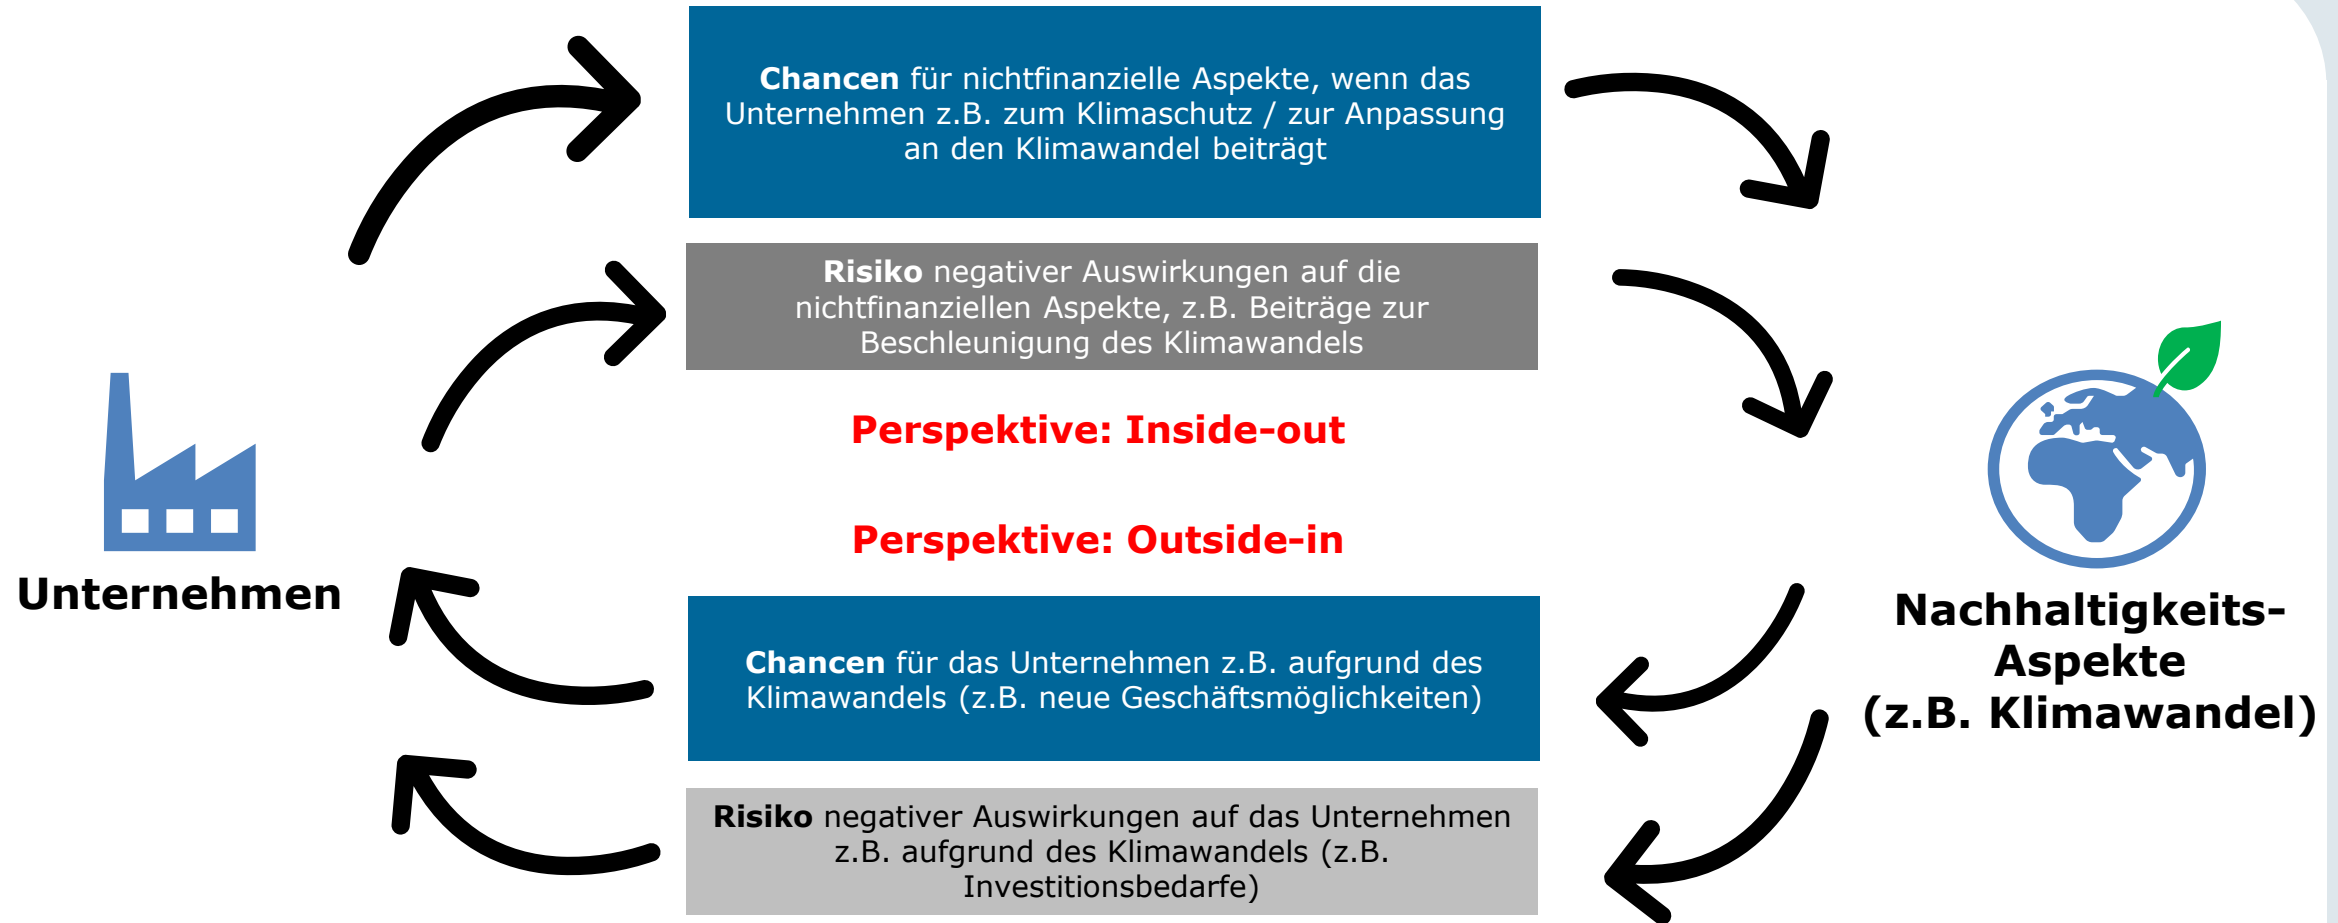 Chancen für nichtfinanzielle Aspekte, wenn das
Unternehmen z.B. zum Klimaschutz / zur Anpassung
an den Klimawandel beiträgt
Risiko negativer Auswirkungen auf die
nichtfinanziellen Aspekte, z.B. Beiträge zur
Beschleunigung des Klimawandels
Perspektive: Inside-out
Perspektive: Outside-in
Unternehmen
Nachhaltigkeits-
Aspekte
(z.B. Klimawandel)
Chancen für das Unternehmen z.B. aufgrund des
Klimawandels (z.B. neue Geschäftsmöglichkeiten)
Risiko negativer Auswirkungen auf das Unternehmen
z.B. aufgrund des Klimawandels (z.B.
Investitionsbedarfe)